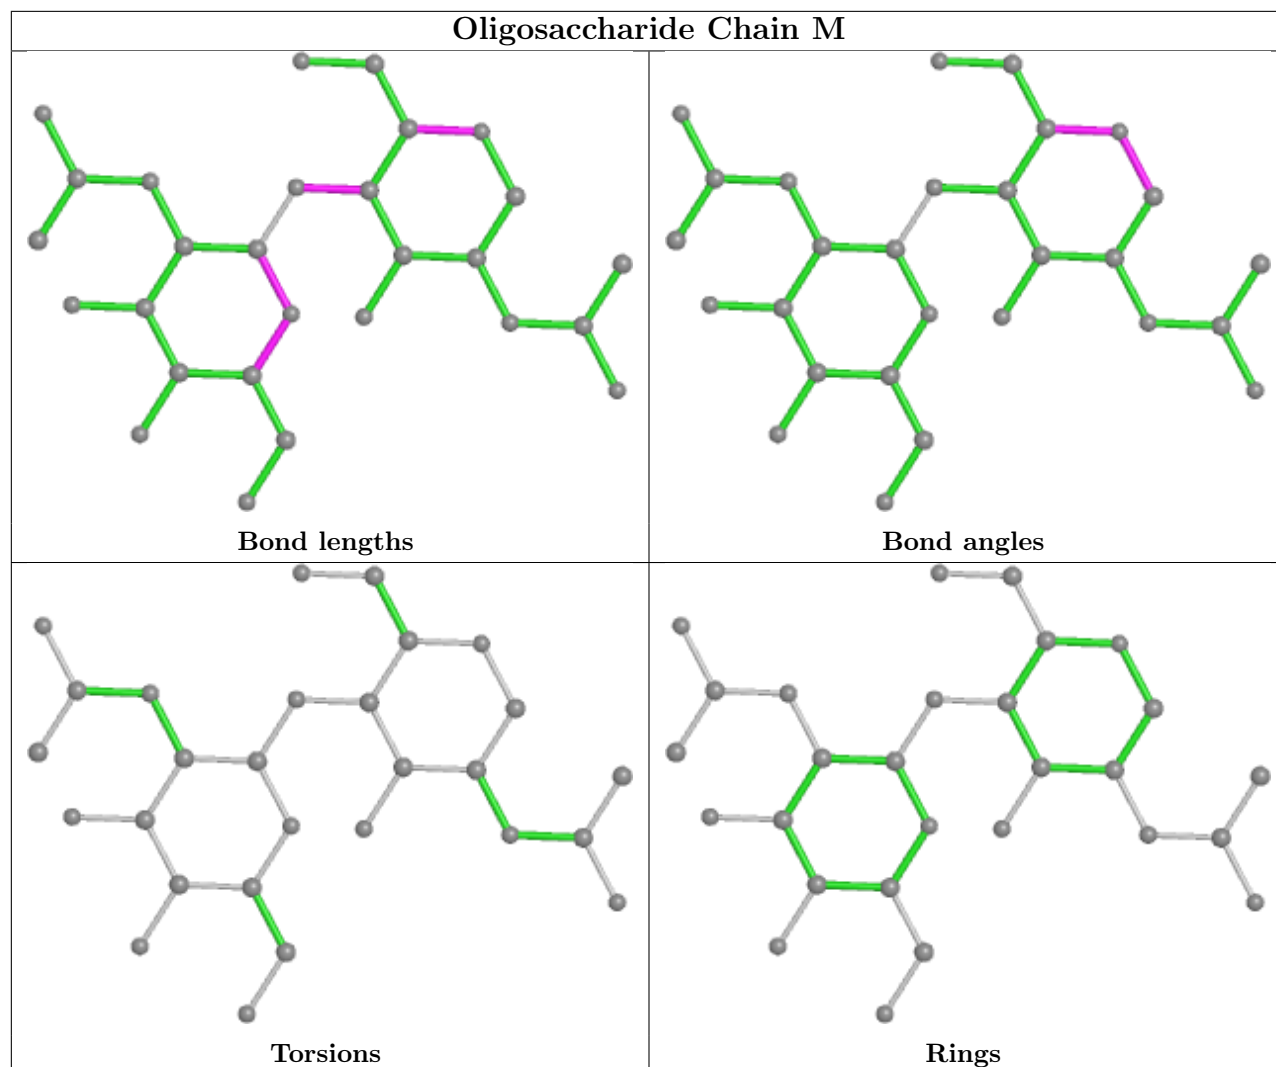 Oligosaccharide Chain M
Bond lengths
Bond angles
Torsions
Rings